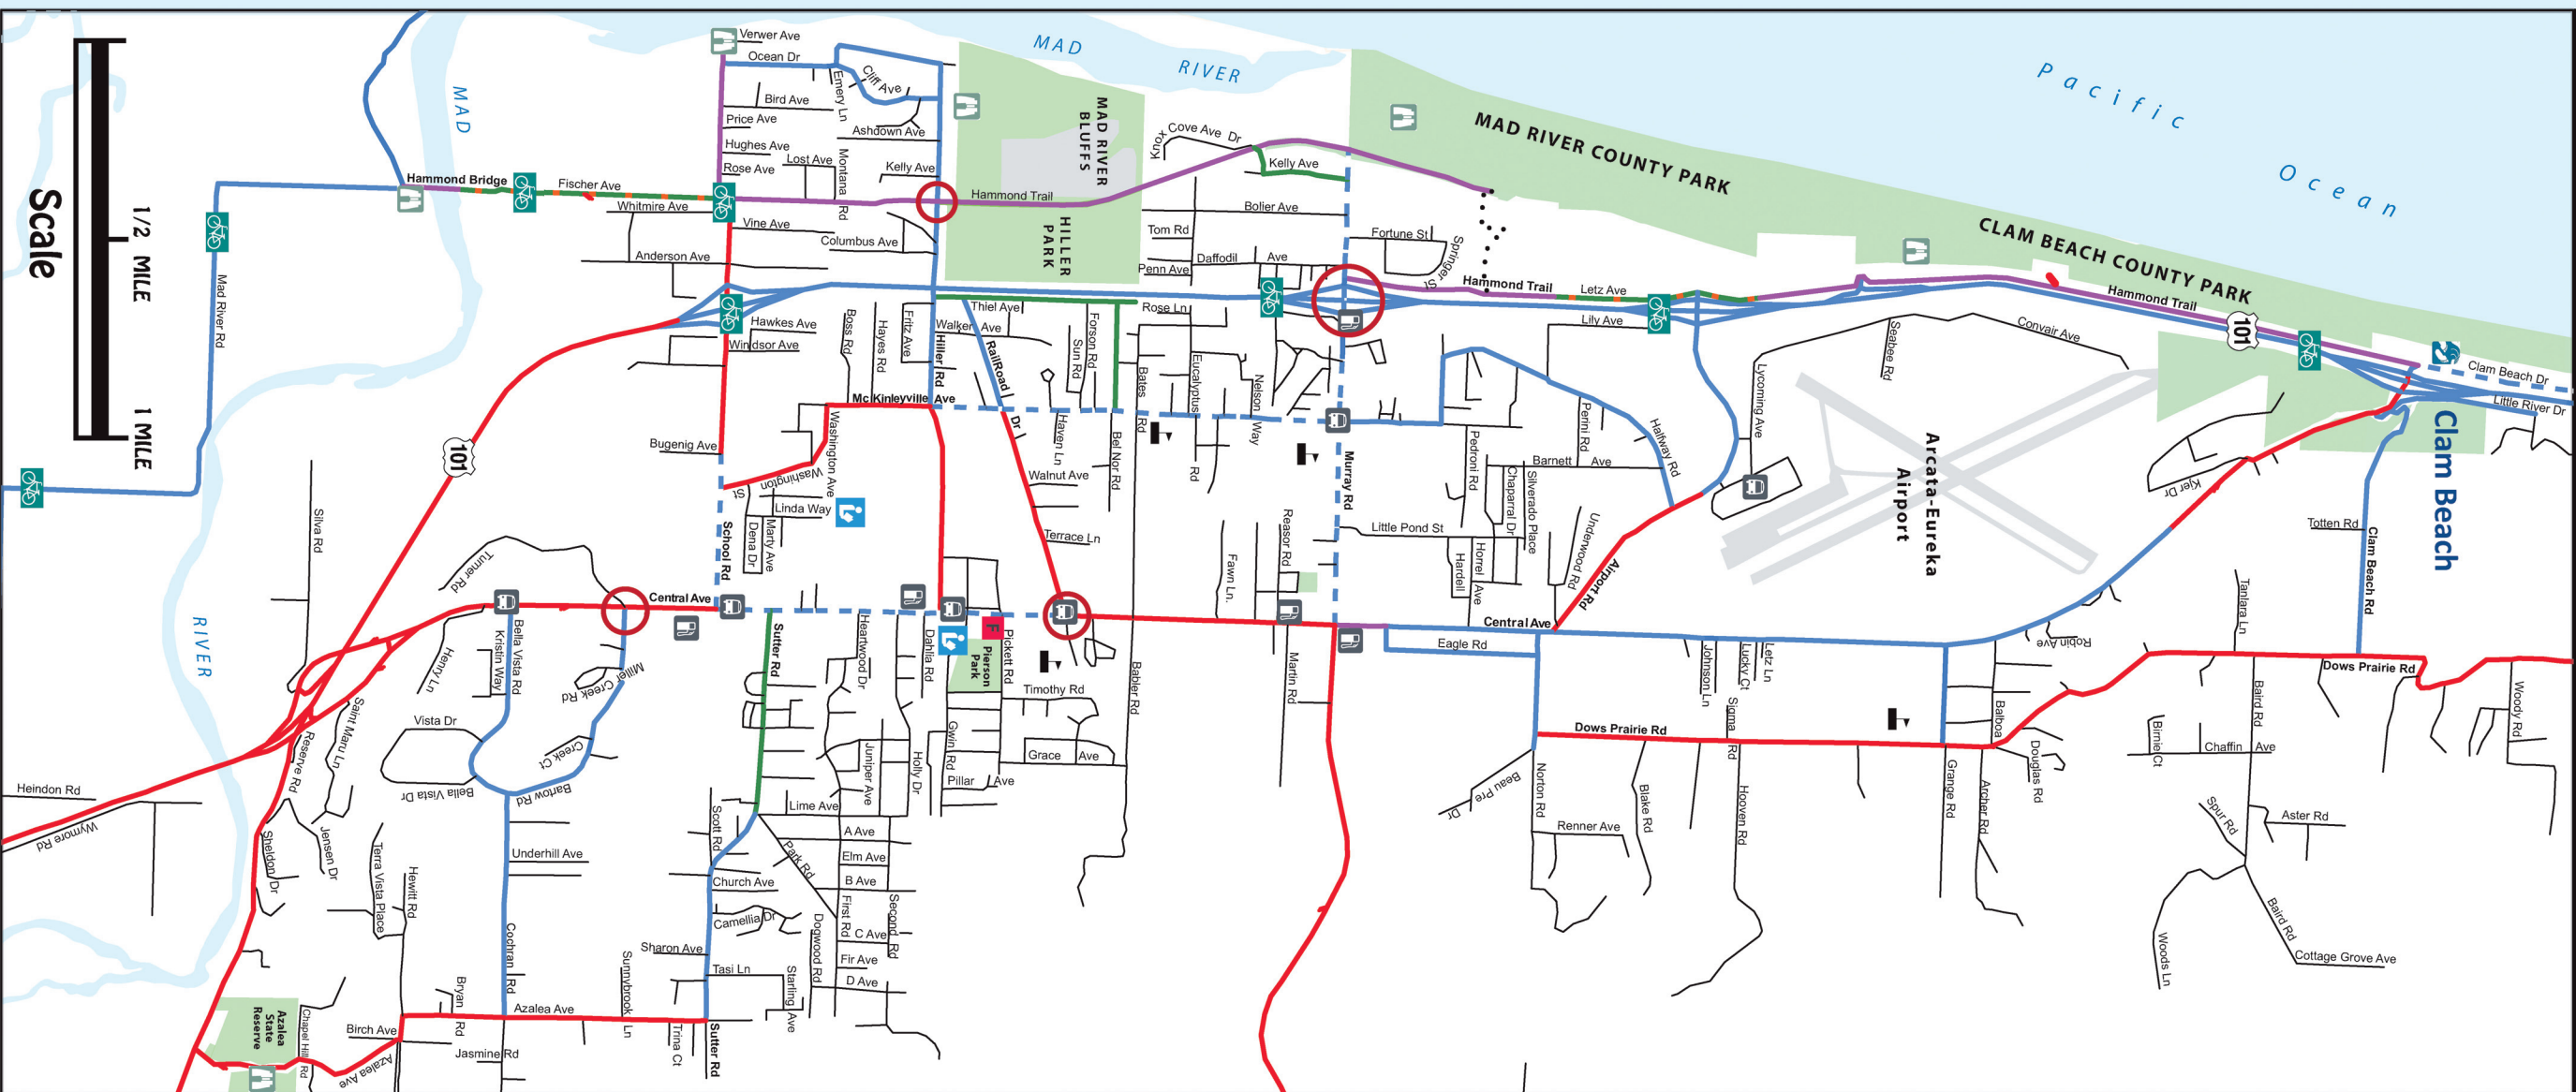 Verwer Ave
Ocean Dr
Cliff Ave
Emery Ln
Bird Ave
Price Ave
Ashdown Ave
Hughes Ave
Lost Ave
Montana Rd
Rose Ave
Kelly Ave
MAD
RIVER
MAD
RIVER
MAD RIVER
BLUFFS
HILLER
PARK
Hammond Trail
Knox
Cove Ave Dr
Kelly Ave
MAD RIVER COUNTY PARK
Pacific
Ocean
CLAM BEACH COUNTY PARK
Hammond Bridge
Fischer Ave
Whitmire Ave
Vine Ave
Columbus Ave
Anderson Ave
Bolier Ave
Tom Rd
Daffodil Ave
Penn Ave
Fortune St
Springer St
Hammond Trail
Letz Ave
Lily Ave
Hammond Trail
101
Convair Ave
Seabee Rd
Clam Beach Dr
Little River Dr
Clam Beach
Scale
1/2 MILE
1 MILE
Mad River Rd
101
Hawkes Ave
Windsor Ave
Boss Rd
Hayes Rd
Fritz Ave
Hiller Rd
Thiel Ave
Walker Ave
RailRoad Dr
Sun Rd
Forson Rd
Rose Ln
Bates Rd
Eucalyptus Rd
Nelson Way
Mc Kinleyville Ave
Bugenig Ave
Washington Ave
Washington St
Linda Way
Marty Ave
Dena Dr
School Rd
Haven Ln
Bel Nor Rd
Walnut Ave
Terrace Ln
Murray Rd
Reasor Rd
Fawn Ln.
Little Pond St
Pedroni Rd
Perini Rd
Barnett Ave
Halfway Rd
Chaparral Dr
Silverado Place
Horrel Ave
Hardell
Underwood Rd
Airport Rd
Lycoming Ave
Arcata-Eureka
Airport
Kjer Dr
Totten Rd
Clam Beach Rd
Silva Rd
Turner Rd
Central Ave
Central Ave
Eagle Rd
Bella Vista Rd
Kristin Way
Henry Ln
Miller Creek Rd
Creek Ct
Vista Dr
Bella Vista Dr
Bartow Rd
Saint Maru Ln
Reserve Rd
Jensen Dr
Sheldon Dr
Heindon Rd
Wymore Rd
Sutter Rd
Heartwood Dr
Dahlia Rd
F
Pickett Rd
Pierson
Park
Timothy Rd
Gwin Rd
Grace Ave
Pillar Ave
Juniper Ave
Holly Dr
Babler Rd
Martin Rd
Johnson Ln
Lucky Ct
Letz Ln
Sigma Rd
Dows Prairie Rd
Dows Prairie Rd
Robin Ave
Tanlara Ln
Balboa
Douglas Rd
Birnie Ct
Chaffin Ave
Baird Rd
Woody Rd
Beau Pre Dr
Norton Rd
Renner Ave
Blake Rd
Hooven Rd
Grange Rd
Archer Rd
Spur Rd
Aster Rd
Baird Rd
Woods Ln
Cottage Grove Ave
Scott Rd
Lime Ave
A Ave
Elm Ave
B Ave
Park Rd
Church Ave
Camellia Dr
First Rd
Second Rd
C Ave
Dogwood Rd
Fir Ave
D Ave
Sharon Ave
Tasi Ln
Starling Ave
Underhill Ave
Cochran Rd
Terra Vista Place
Hewitt Rd
Sunnybrook Ln
Bryan Rd
Azalea Ave
Trina Ct
Sutter Rd
Azalea
State
Reserve
Chapel Hill Rd
Birch Ave
Azalea Ave
Jasmine Rd
RIVER